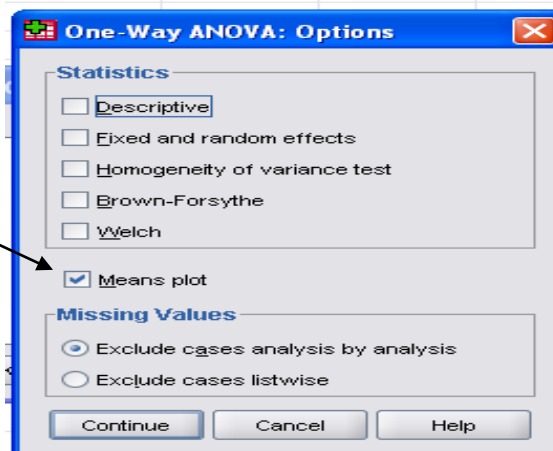 One-Way ANOVA: Options
Statistics
Descriptive
Fixed and random effects
Homogeneity of variance test
Brown-Forsythe
Welch
Means plot
Missing Values
Exclude cases analysis by analysis
Exclude cases listwise
Continue Cancel Help